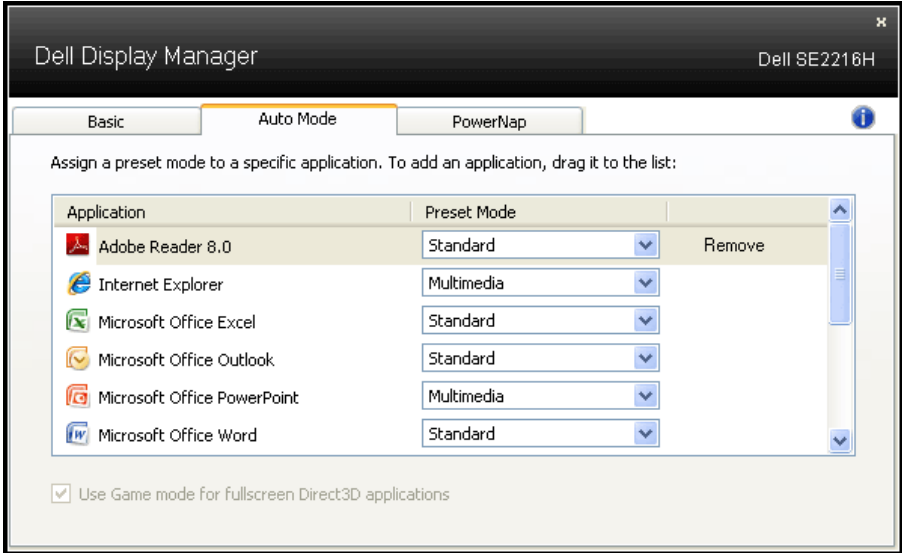 Dell Display Manager
Dell SE2216H
Basic
Auto Mode
PowerNap
Assign a preset mode to a specific application. To add an application, drag it to the list:
Application Preset Mode
Adobe Reader 8.0 Standard Remove
Internet Explorer Multimedia
Microsoft Office Excel Standard
Microsoft Office Outlook Standard
Microsoft Office PowerPoint Multimedia
Microsoft Office Word Standard
Use Game mode for fullscreen Direct3D applications